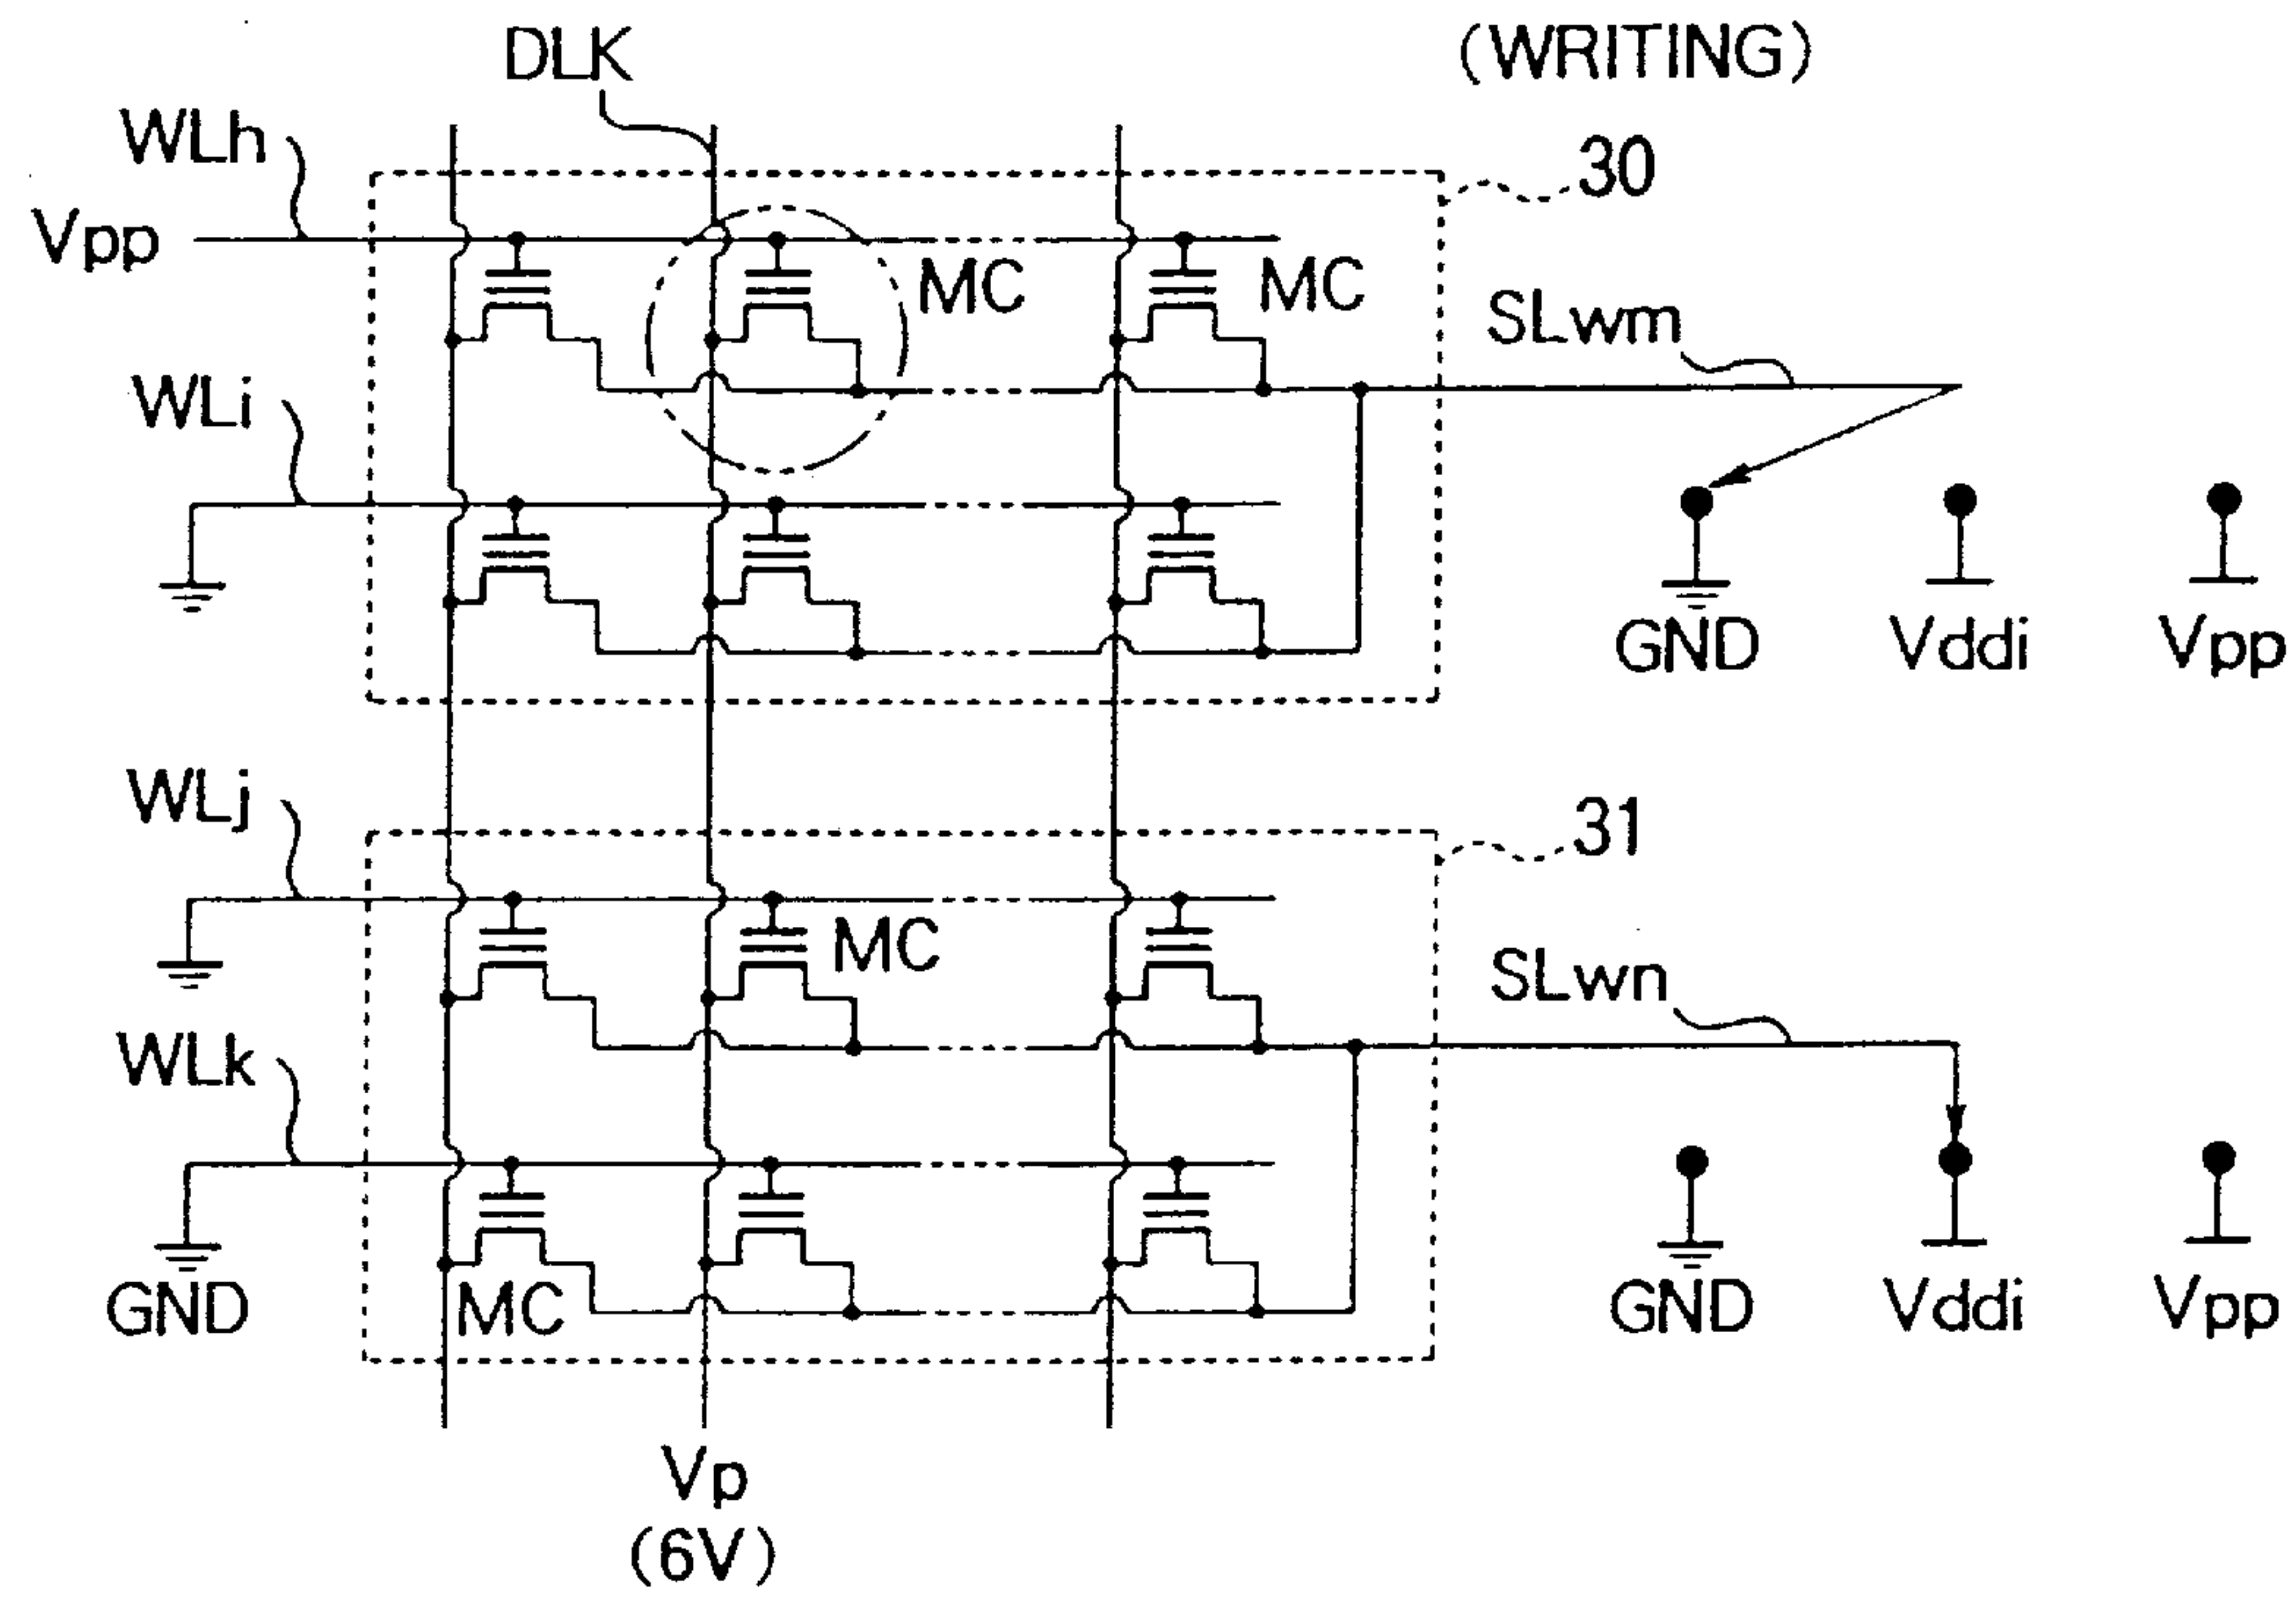 DLK
(WRITING)
WLh
30
Vpp
MC
MC
SLwm
WLi
GND
Vddi
Vpp
WLj
31
MC
SLwn
WLk
GND
MC
GND
Vddi
Vpp
Vp
(6V)